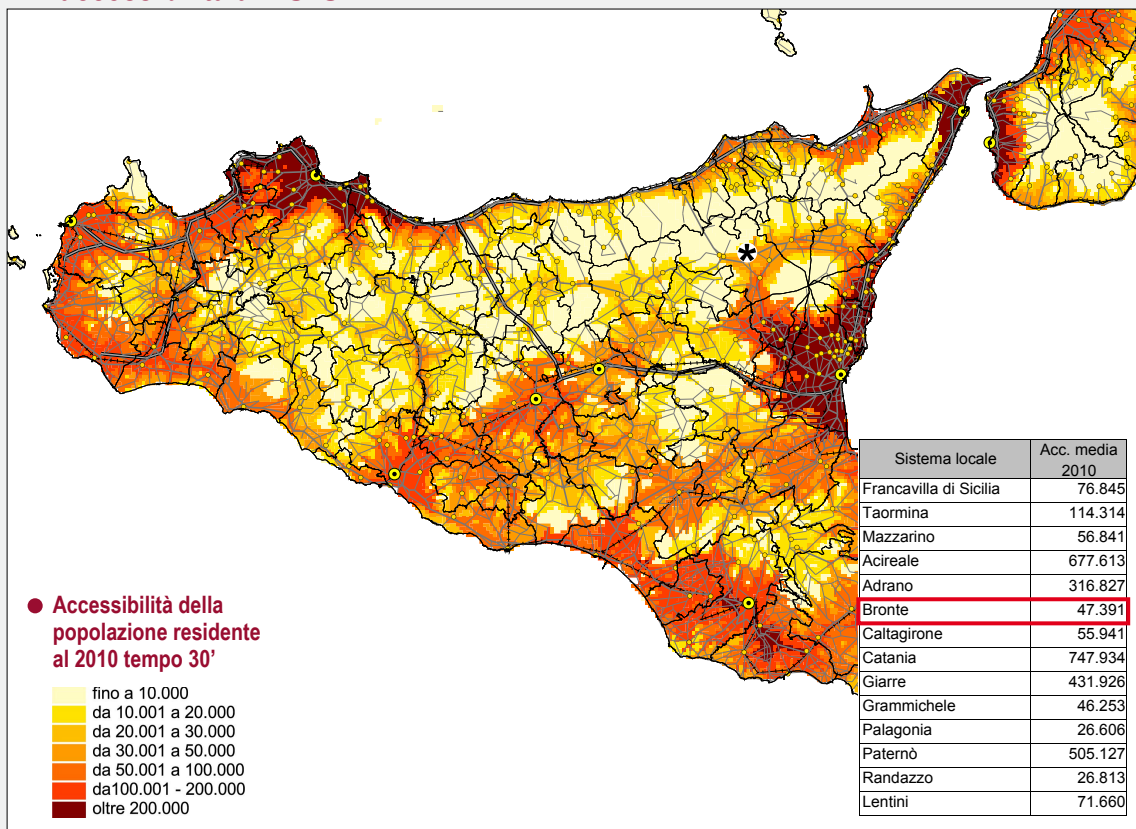 Sistema locale Acc. media 2010
Francavilla di Sicilia 76.845
Taormina 114.314
Mazzarino 56.841
Acireale 677.613
Adrano 316.827
Bronte 47.391
Caltagirone 55.941
Catania 747.934
Giarre 431.926
Grammichele 46.253
Palagonia 26.606
Paternò 505.127
Randazzo 26.813
Lentini 71.660
● Accessibilità della
popolazione residente
al 2010 tempo 30’
fino a 10.000
da 10.001 a 20.000
da 20.001 a 30.000
da 30.001 a 50.000
da 50.001 a 100.000
da100.001 - 200.000
oltre 200.000